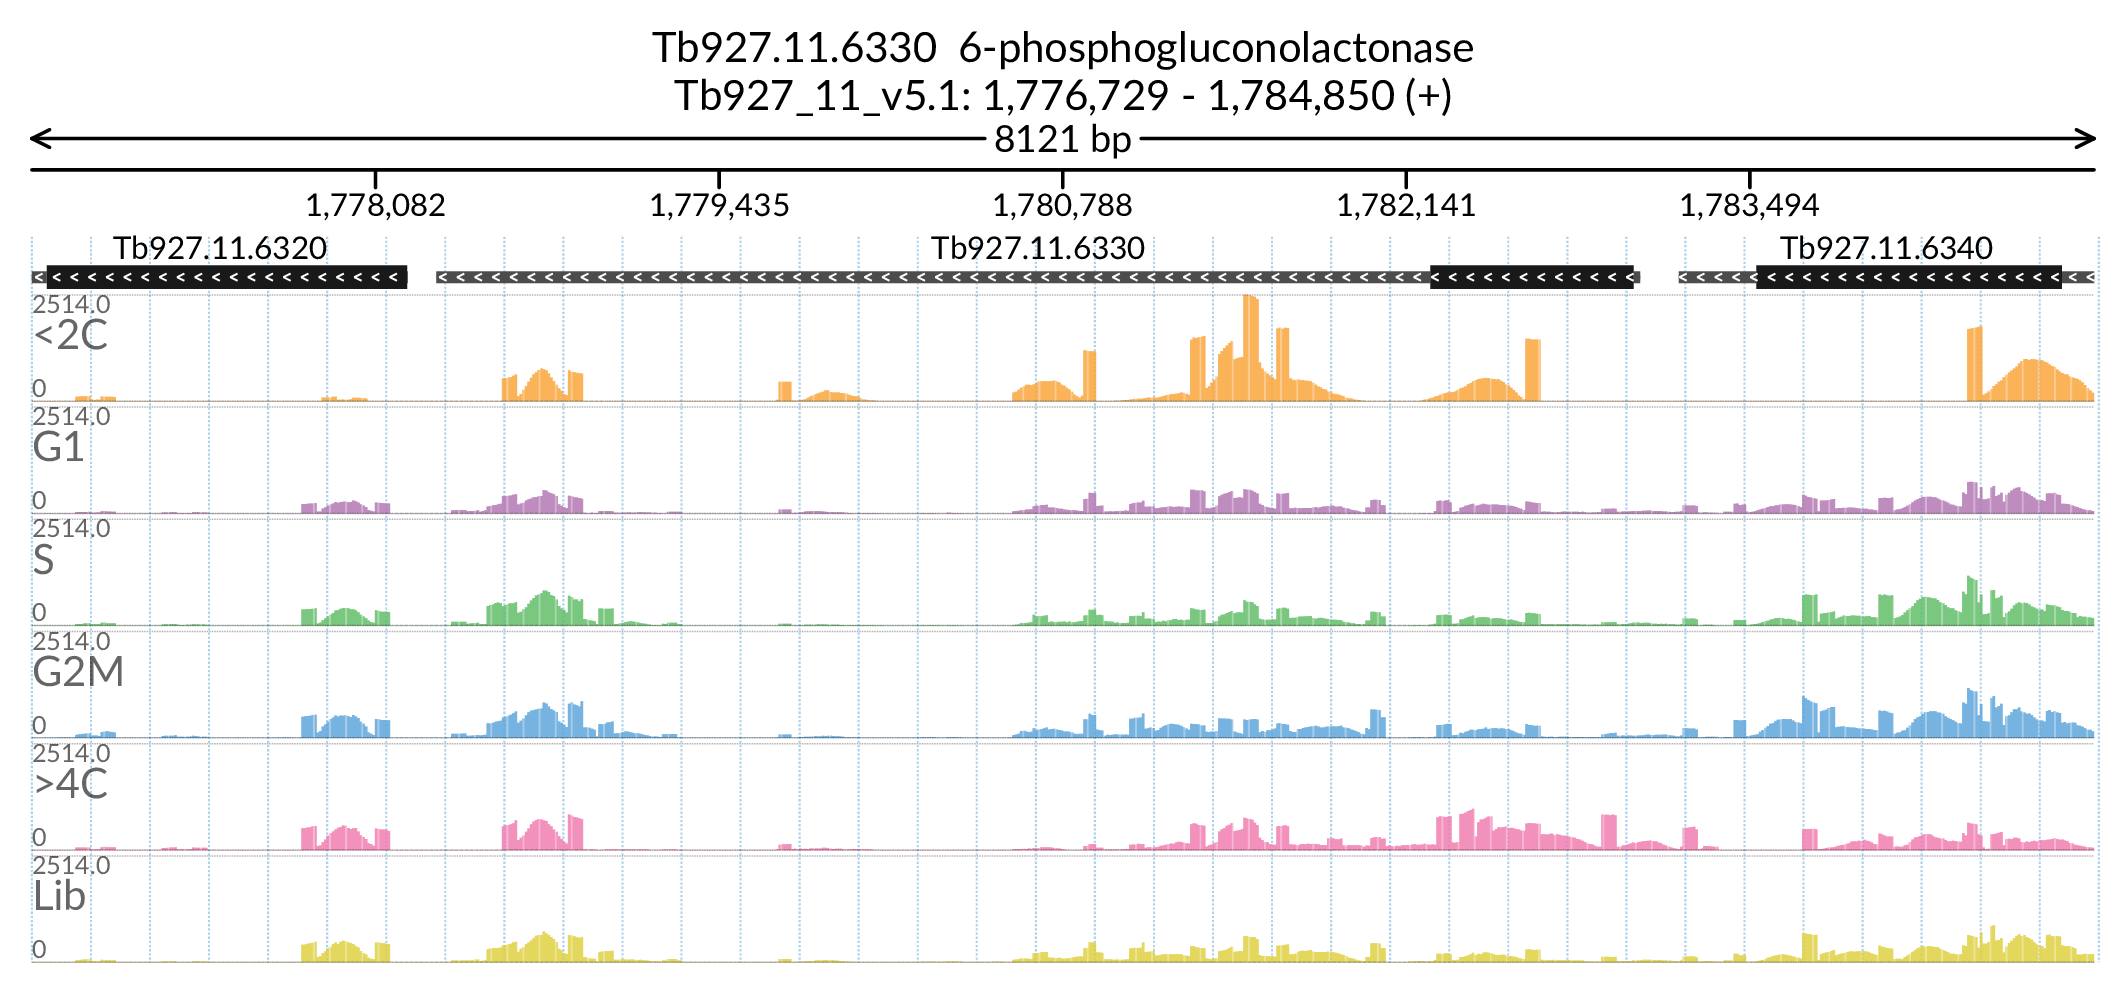 Tb927.11.6330 6-phosphogluconolactonase
Tb927_11_v5.1: 1,776,729 - 1,784,850 (+)
8121 bp
1,778,082 1,779,435 1,780,788 1,782,141 1,783,494
Tb927.11.6320 Tb927.11.6330 Tb927.11.6340
2514.0
<2C
0
2514.0
G1
0
2514.0
S
0
2514.0
G2M
0
2514.0
>4C
0
2514.0
Lib
0